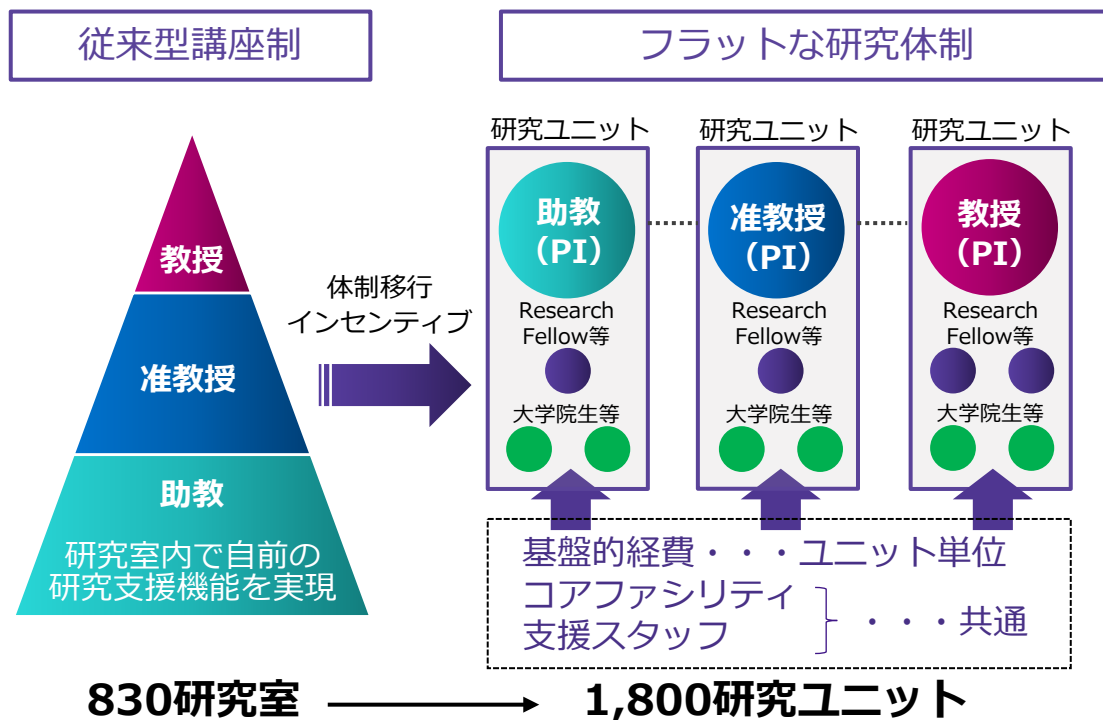 従来型講座制
フラットな研究体制
教授
准教授
助教
研究室内で自前の
研究支援機能を実現
体制移行
インセンティブ
研究ユニット
助教
（PI）
Research
Fellow等
大学院生等
研究ユニット
准教授
（PI）
Research
Fellow等
大学院生等
研究ユニット
教授
（PI）
Research
Fellow等
大学院生等
基盤的経費・・・ユニット単位
コアファシリティ
支援スタッフ
・・・共通
830研究室
1,800研究ユニット